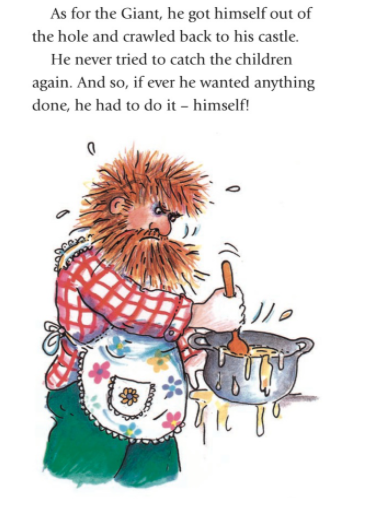 As for the Giant, he got himself out of
the hole and crawled back to his castle.
He never tried to catch the children
again. And so, if ever he wanted anything
done, he had to do it – himself!